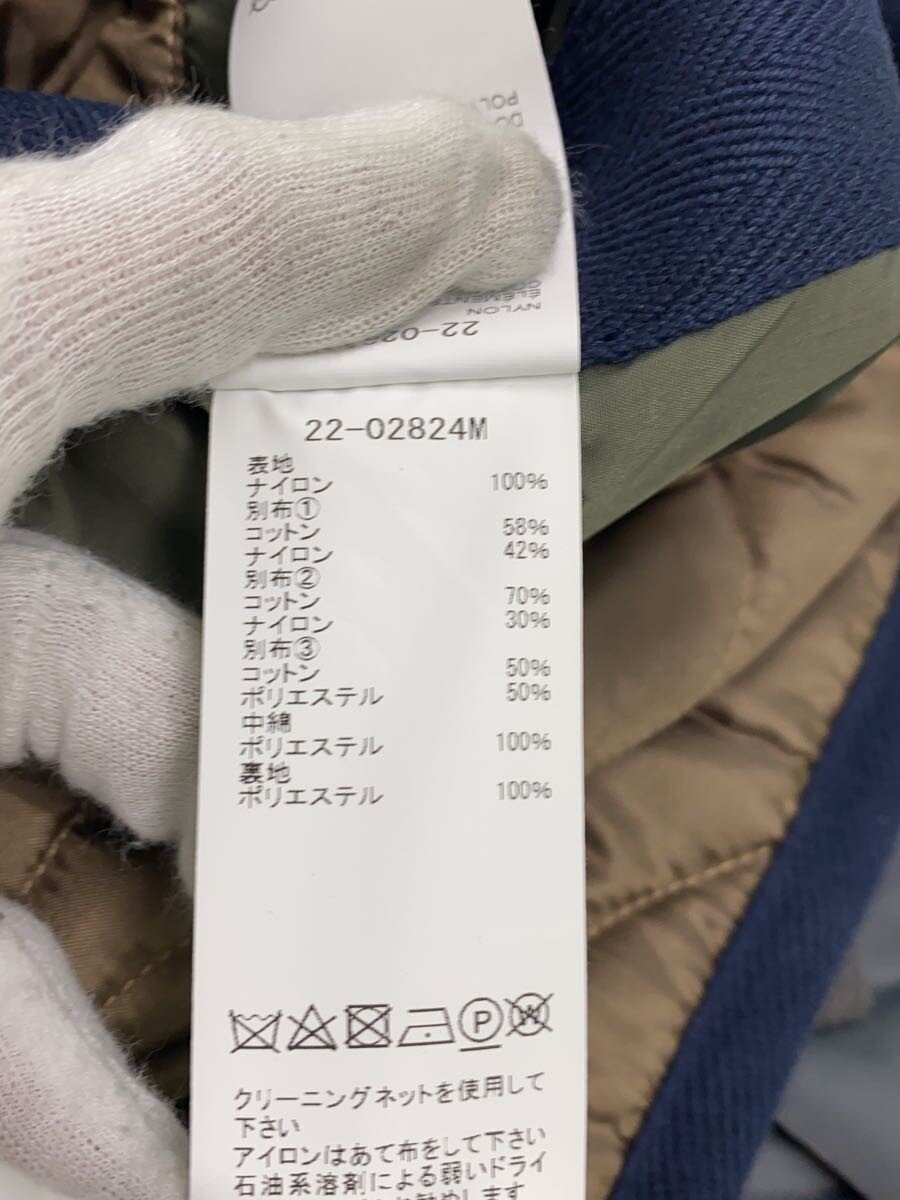 POLY
NYLON
22-02
22-02824M
表地
ナイロン 100%
別布①
コットン 58%
ナイロン 42%
別布②
コットン 70%
ナイロン 30%
別布③
コットン 50%
ポリエステル 50%
中綿
ポリエステル 100%
裏地
ポリエステル 100%
P W
クリーニングネットを使用して
下さい
アイロンはあて布をして下さい
石油系溶剤による弱いドライ